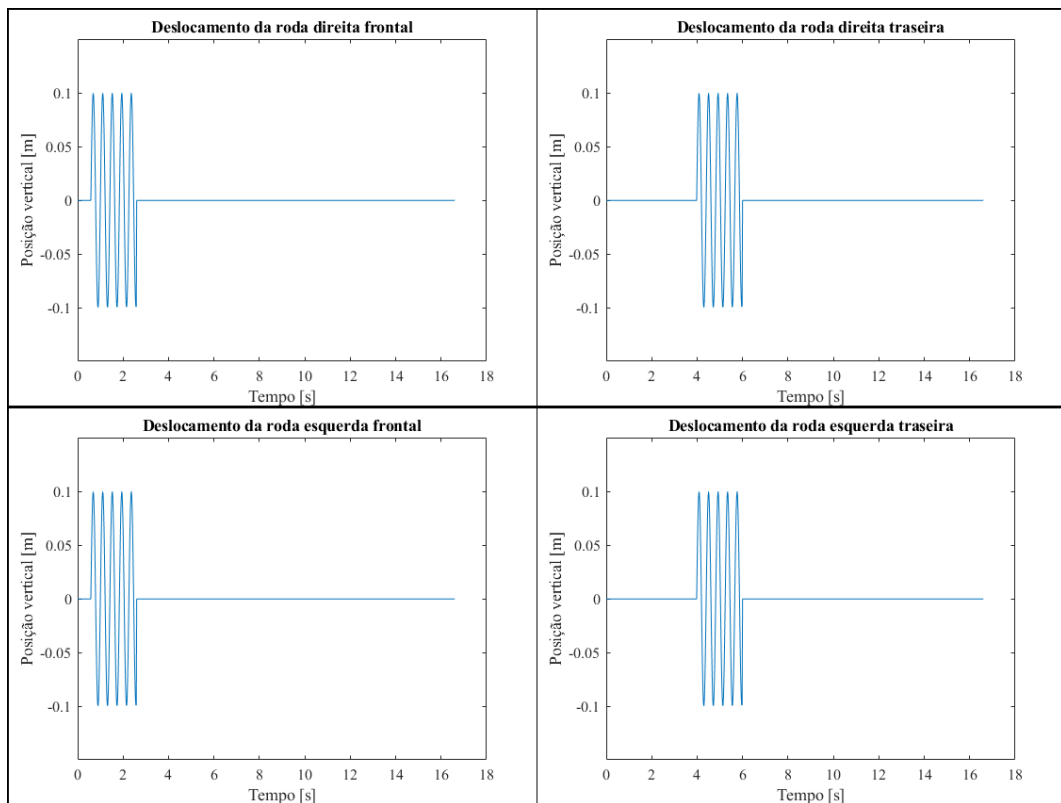 Deslocamento da roda direita frontal
Posição vertical [m]
0.1
0.05
0
-0.05
-0.1
0 2 4 6 8 10 12 14 16 18
Tempo [s]
Deslocamento da roda direita traseira
Posição vertical [m]
0.1
0.05
0
-0.05
-0.1
0 2 4 6 8 10 12 14 16 18
Tempo [s]
Deslocamento da roda esquerda frontal
Posição vertical [m]
0.1
0.05
0
-0.05
-0.1
0 2 4 6 8 10 12 14 16 18
Tempo [s]
Deslocamento da roda esquerda traseira
Posição vertical [m]
0.1
0.05
0
-0.05
-0.1
0 2 4 6 8 10 12 14 16 18
Tempo [s]